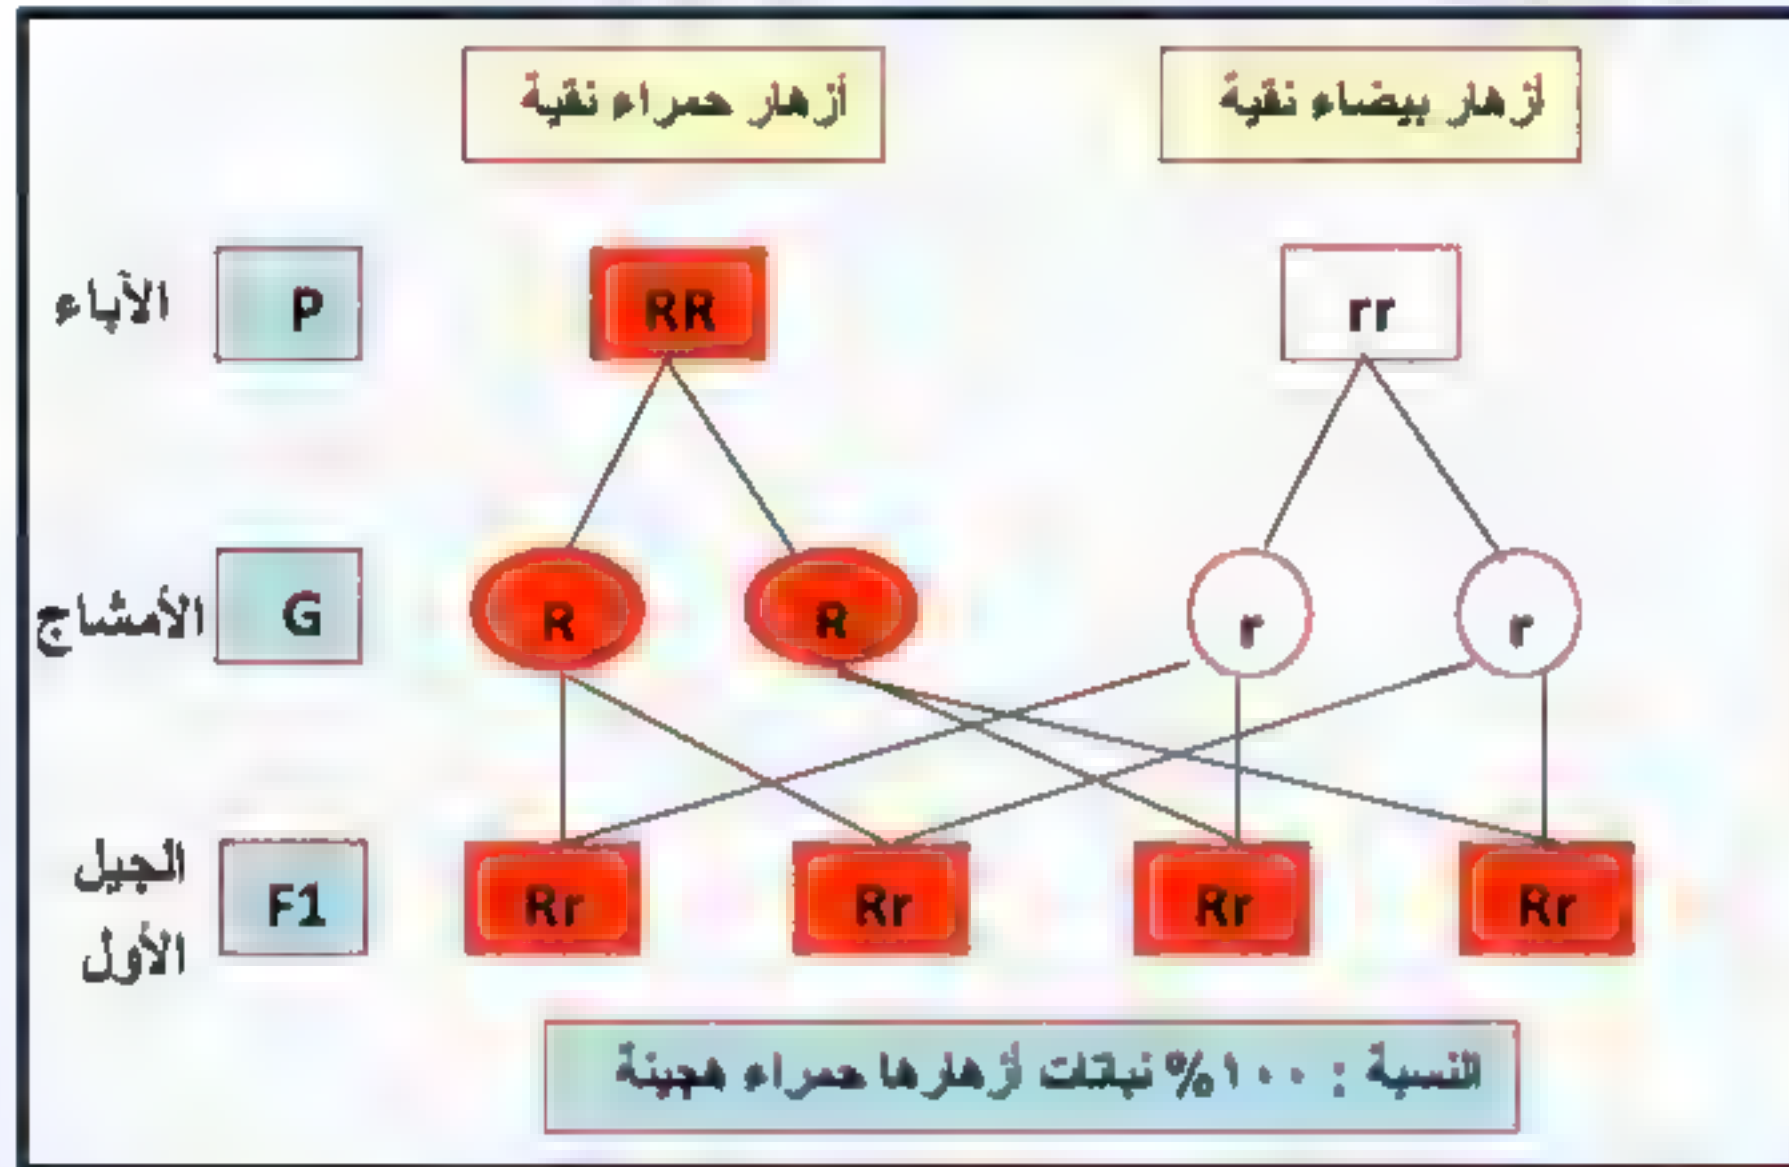 أزهار حمراء نقية
أزهار بيضاء نقية
الآباء
P
RR
rr
الأمشاج
G
R
R
r
r
الجيل
الأول
F1
Rr
Rr
Rr
Rr
النسبة : ١٠٠% نباتات أزهارها حمراء هجينة